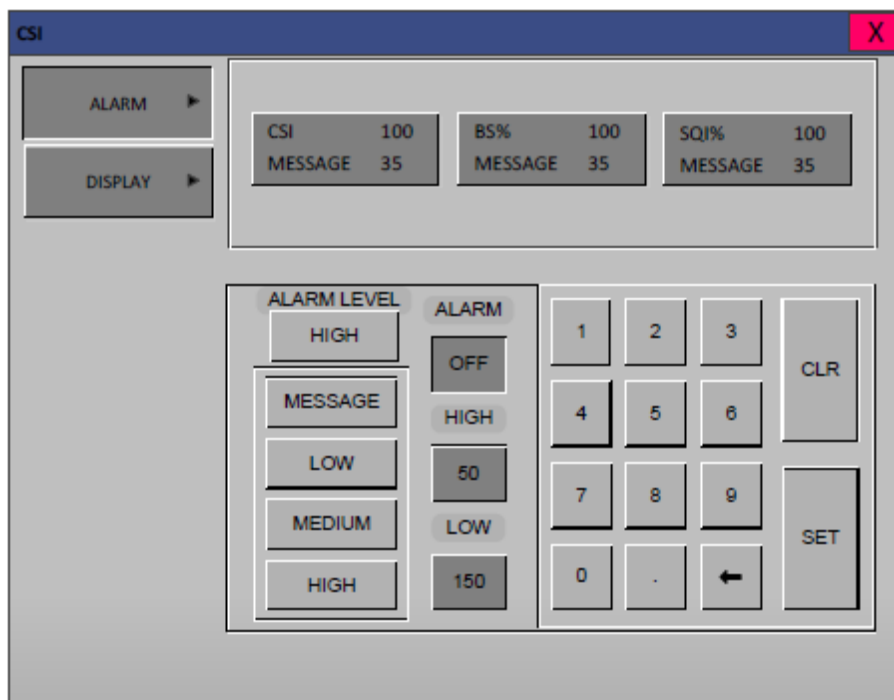 CSI X
ALARM
DISPLAY
CSI 100
MESSAGE 35
BS% 100
MESSAGE 35
SQI% 100
MESSAGE 35
ALARM LEVEL
HIGH
MESSAGE
LOW
MEDIUM
HIGH
ALARM
OFF
HIGH
50
LOW
150
1 2 3
4 5 6
7 8 9
0 .
CLR
SET